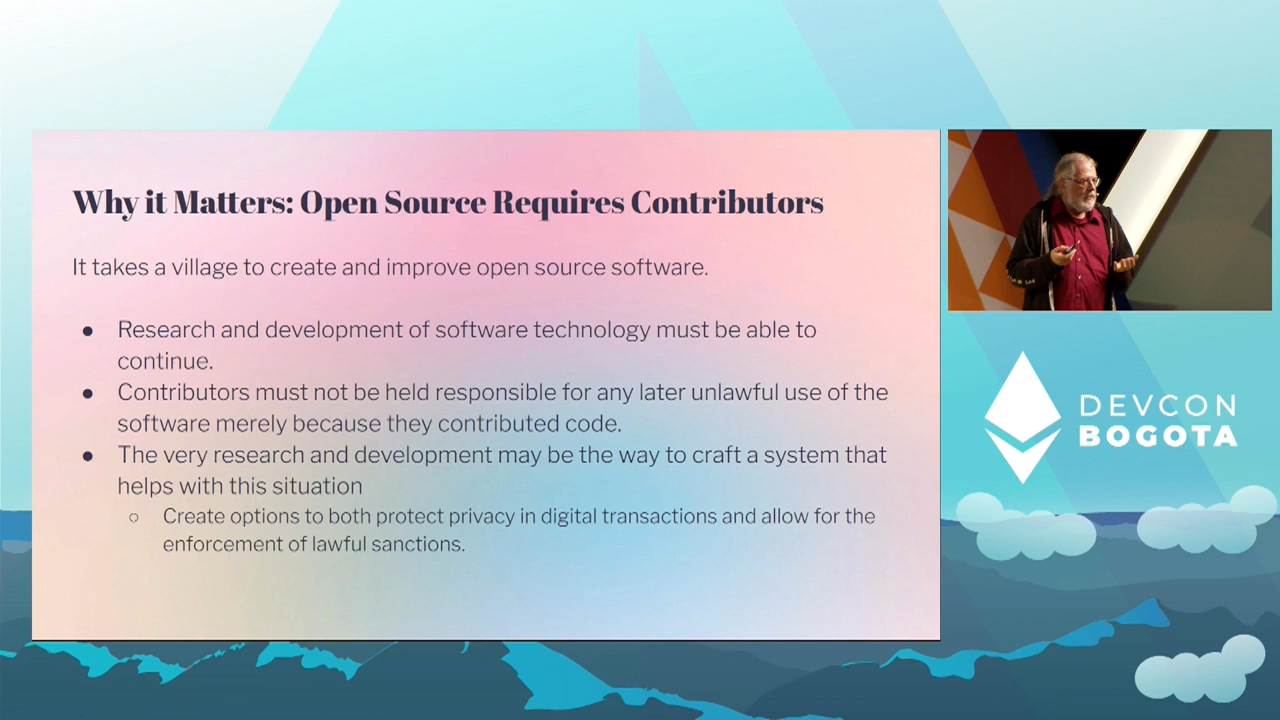 Why it Matters: Open Source Requires Contributors
It takes a village to create and improve open source software.
● Research and development of software technology must be able to
continue.
● Contributors must not be held responsible for any later unlawful use of the
software merely because they contributed code.
● The very research and development may be the way to craft a system that
helps with this situation
○ Create options to both protect privacy in digital transactions and allow for the
enforcement of lawful sanctions.
DEVCON
BOGOTA